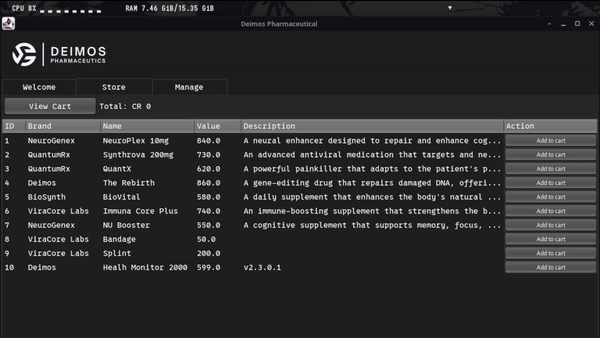 CPU 8% RAM 7.46 GiB/15.35 GiB
Deimos Pharmaceutical
DEIMOS
PHARMACEUTICS
Welcome Store Manage
View Cart Total: CR 0
ID Brand Name Value Description Action
1 NeuroGenex NeuroPlex 10mg 840.0 A neural enhancer designed to repair and enhance cog... Add to cart
2 QuantumRx Synthrova 200mg 730.0 An advanced antiviral medication that targets and ne... Add to cart
3 QuantumRx QuantX 620.0 A powerful painkiller that adapts to the patient's p... Add to cart
4 Deimos The Rebirth 860.0 A gene-editing drug that repairs damaged DNA, offeri... Add to cart
5 BioSynth BioVital 580.0 A daily supplement that enhances the body's natural ... Add to cart
6 ViraCore Labs Immuna Core Plus 740.0 An immune-boosting supplement that strengthens the b... Add to cart
7 NeuroGenex NU Booster 550.0 A cognitive supplement that supports memory, focus, ... Add to cart
8 ViraCore Labs Bandage 50.0 Add to cart
9 ViraCore Labs Splint 200.0 Add to cart
10 Deimos Healh Monitor 2000 599.0 v2.3.0.1 Add to cart